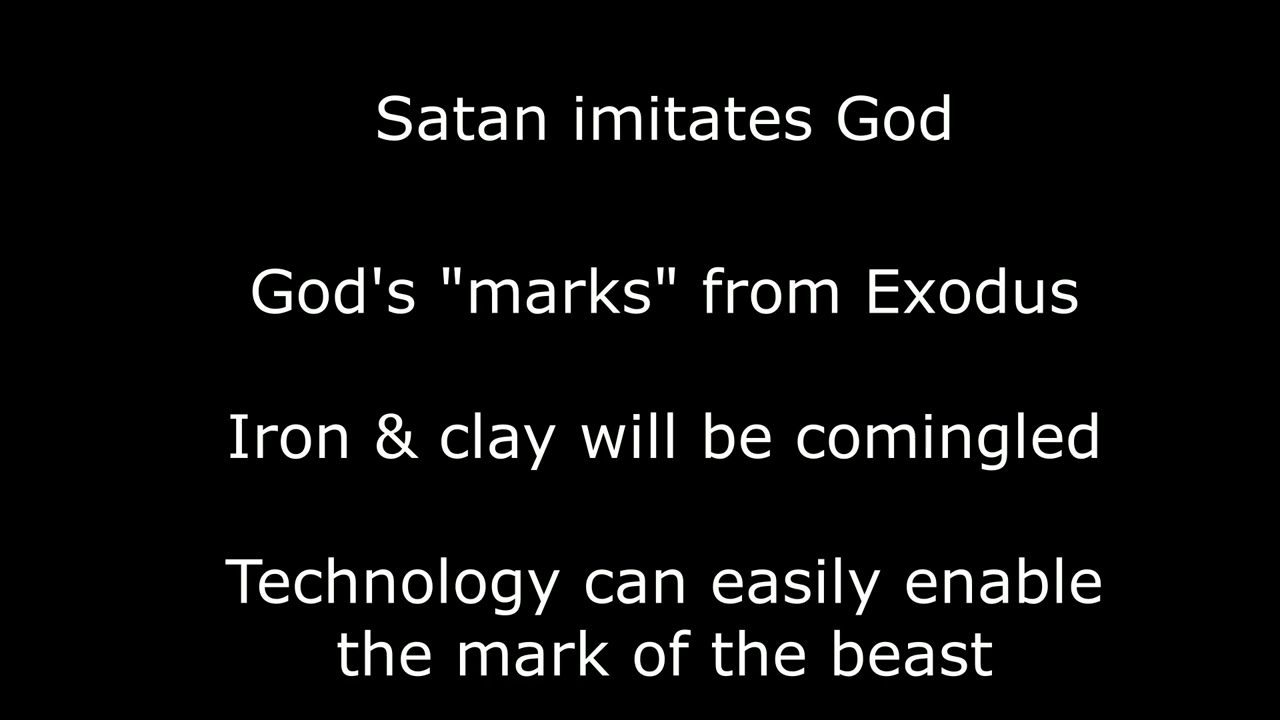 Satan imitates God
God's "marks" from Exodus
Iron & clay will be comingled
Technology can easily enable
the mark of the beast